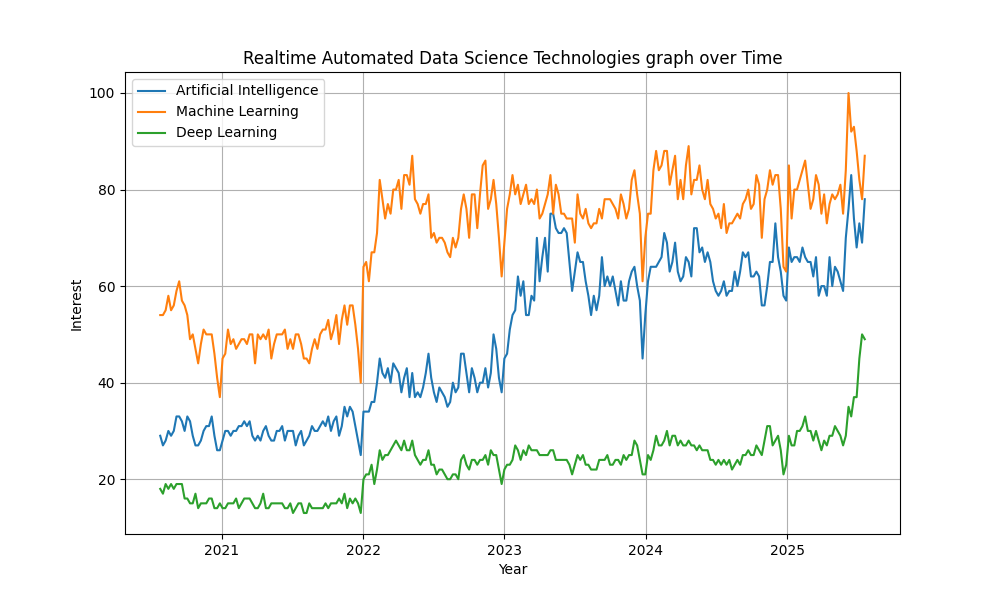 Realtime Automated Data Science Technologies graph over Time
Artificial Intelligence
Machine Learning
Deep Learning
100
80
60
40
20
Interest
2021 2022 2023 2024 2025
Year